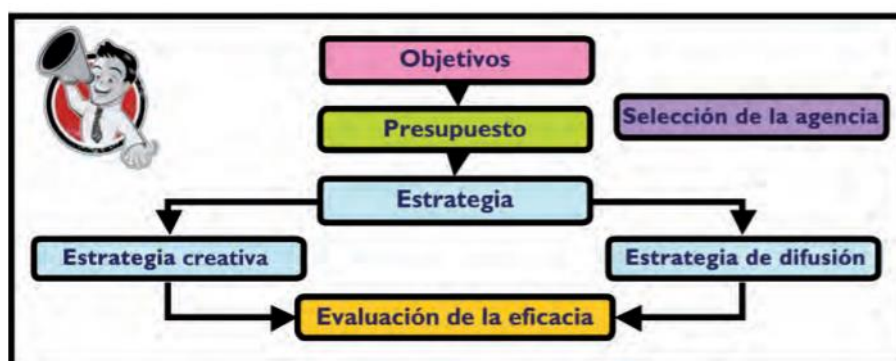 Objetivos
Selección de la agencia
Presupuesto
Estrategia
Estrategia creativa
Estrategia de difusión
Evaluación de la eficacia